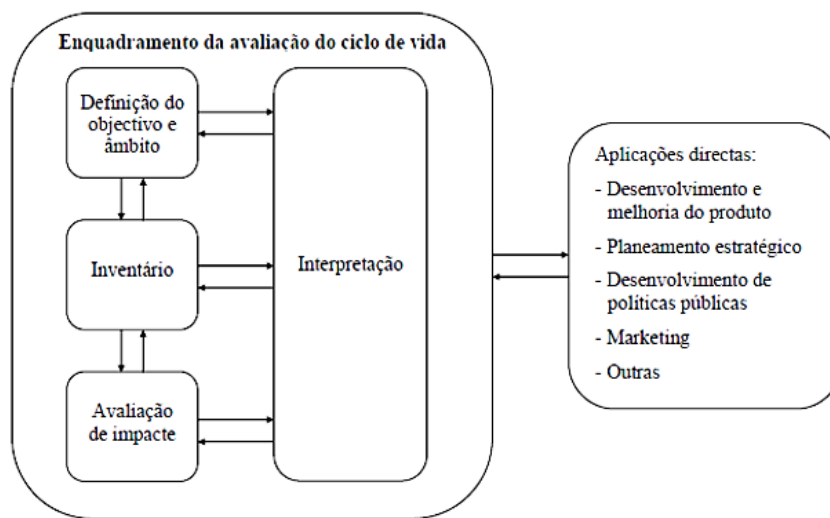 Enquadramento da avaliação do ciclo de vida
Definição do
objectivo e
âmbito
Inventário
Avaliação
de impacte
Interpretação
Aplicações directas:
- Desenvolvimento e
melhoria do produto
- Planeamento estratégico
- Desenvolvimento de
políticas públicas
- Marketing
- Outras